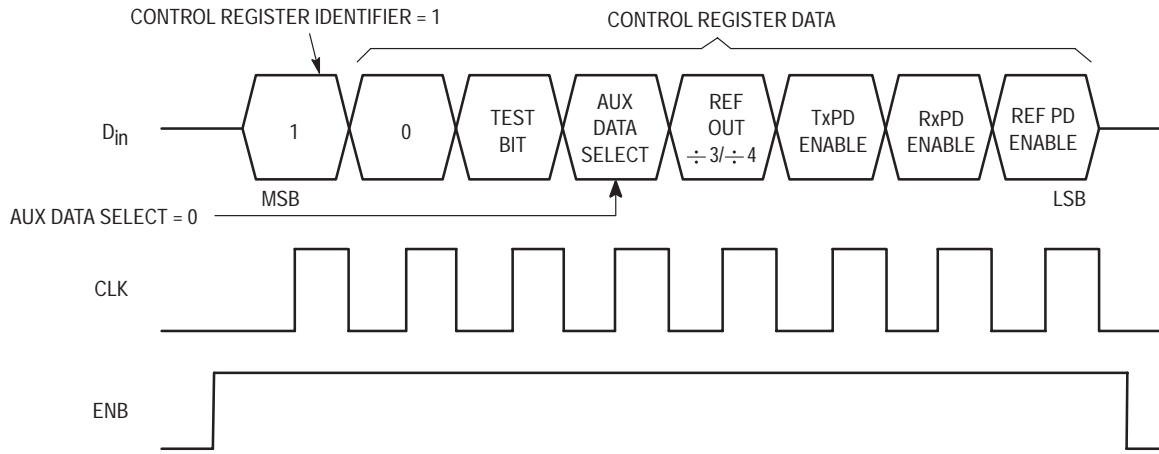 CONTROL REGISTER IDENTIFIER = 1
CONTROL REGISTER DATA
Din
1
0
TEST
BIT
AUX
DATA
SELECT
REF
OUT
÷ 3/÷ 4
TxPD
ENABLE
RxPD
ENABLE
REF PD
ENABLE
MSB
LSB
AUX DATA SELECT = 0
CLK
ENB